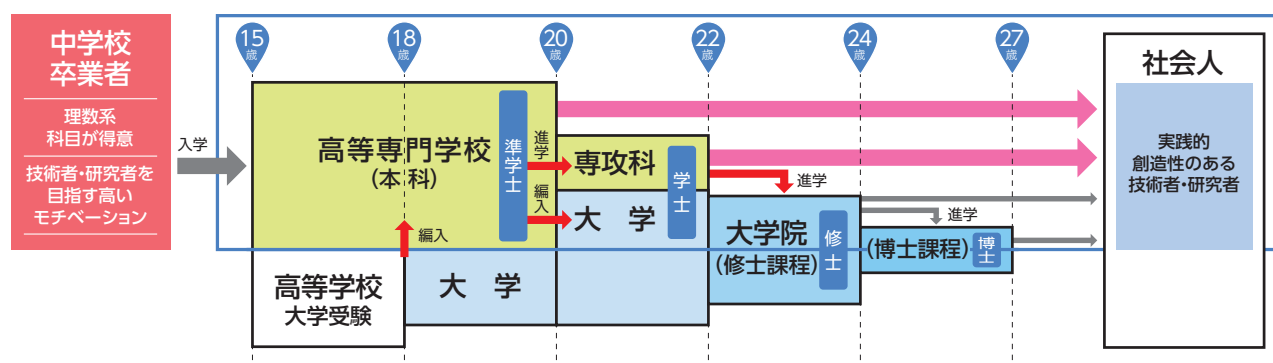 中学校
卒業者
理数系
科目が得意
技術者・研究者を
目指す高い
モチベーション
入学
15
歳
18
歳
20
歳
22
歳
24
歳
27
歳
高等専門学校
(本科)
準学士
進学
編入
編入
高等学校
大学受験
大　学
専攻科
大　学
学士
進学
大学院
(修士課程)
修士
進学
(博士課程)
博士
社会人
実践的
創造性のある
技術者・研究者